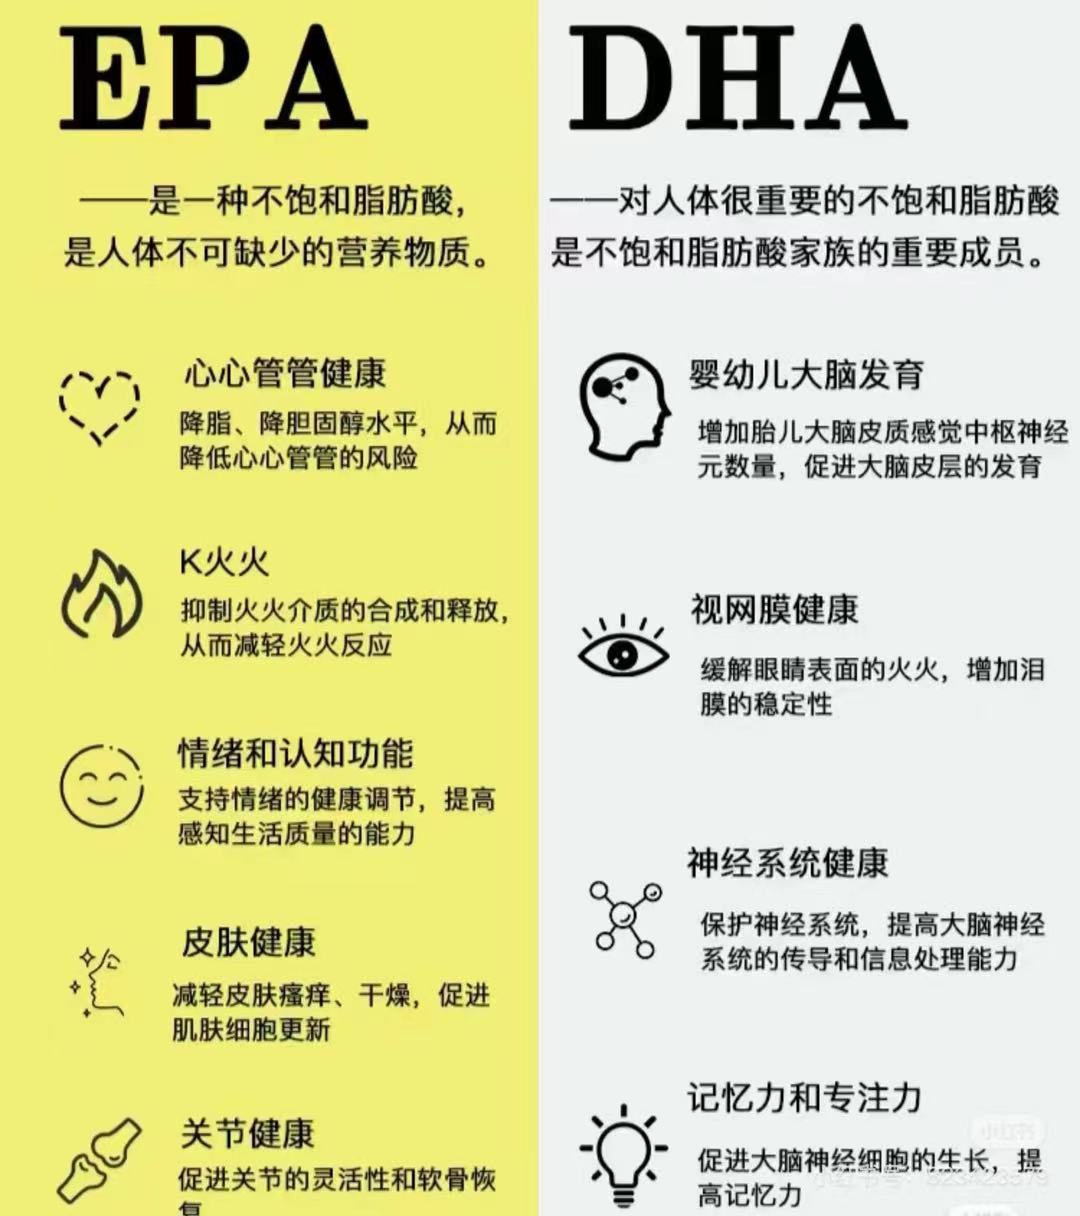 EPA
——是一种不饱和脂肪酸，
是人体不可缺少的营养物质。
心心管管健康
降脂、降胆固醇水平，从而
降低心心管管的风险
K火火
抑制火火介质的合成和释放，
从而减轻火火反应
情绪和认知功能
支持情绪的健康调节，提高
感知生活质量的能力
皮肤健康
减轻皮肤瘙痒、干燥，促进
肌肤细胞更新
关节健康
促进关节的灵活性和软骨恢
复
DHA
——对人体很重要的不饱和脂肪酸
是不饱和脂肪酸家族的重要成员。
婴幼儿大脑发育
增加胎儿大脑皮质感觉中枢神经
元数量，促进大脑皮层的发育
视网膜健康
缓解眼睛表面的火火，增加泪
膜的稳定性
神经系统健康
保护神经系统，提高大脑神经
系统的传导和信息处理能力
记忆力和专注力
促进大脑神经细胞的生长，提
高记忆力
小红书